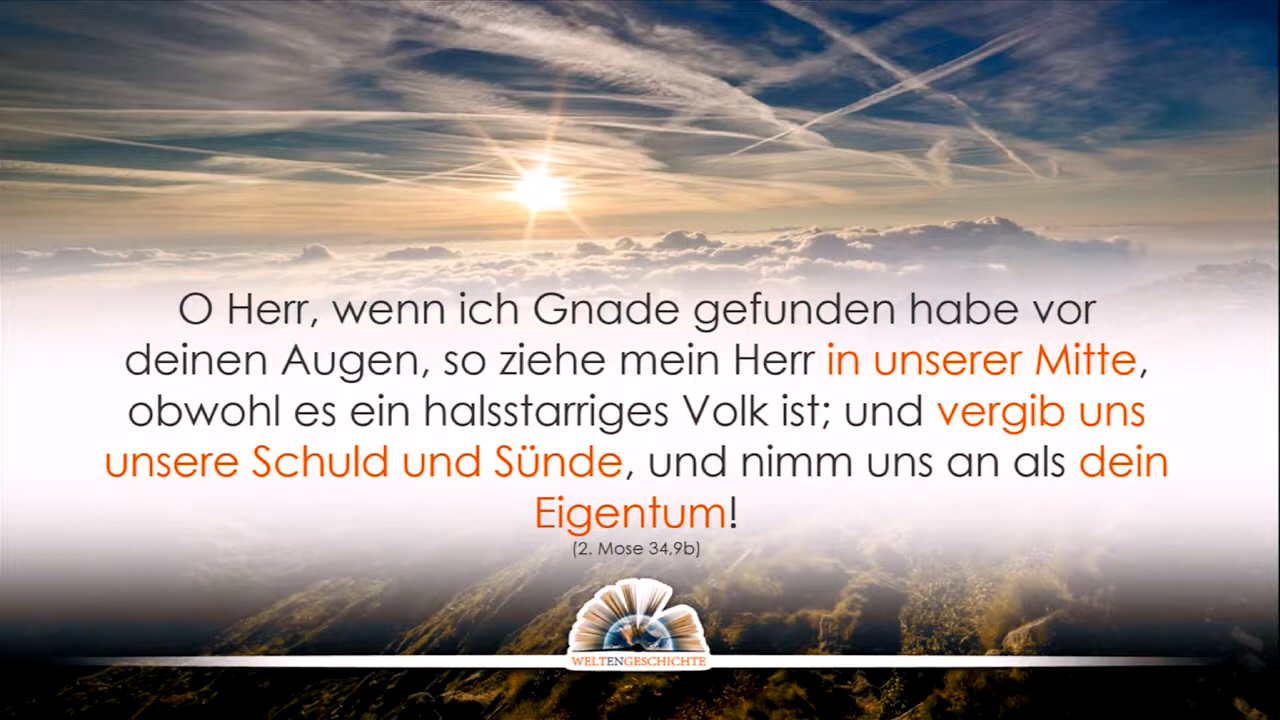 O Herr, wenn ich Gnade gefunden habe vor
deinen Augen, so ziehe mein Herr in unserer Mitte,
obwohl es ein halsstarriges Volk ist; und vergib uns
unsere Schuld und Sünde, und nimm uns an als dein
Eigentum!
(2. Mose 34,9b)
WELTENGESCHICHTE